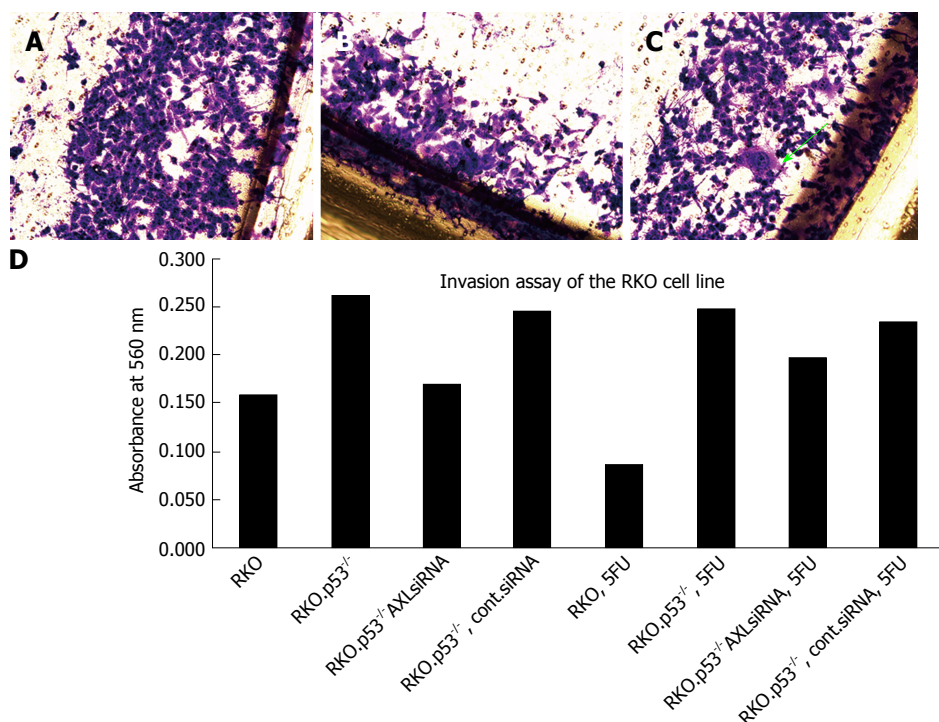 A
B
C
D
Invasion assay of the RKO cell line
Absorbance at 560 nm
0.300
0.250
0.200
0.150
0.100
0.050
0.000
RKO
RKO.p53-/-
RKO.p53-/- AXLsiRNA
RKO.p53-/-, cont.siRNA
RKO, 5FU
RKO.p53-/-, 5FU
RKO.p53-/- AXLsiRNA, 5FU
RKO.p53-/-, cont.siRNA, 5FU